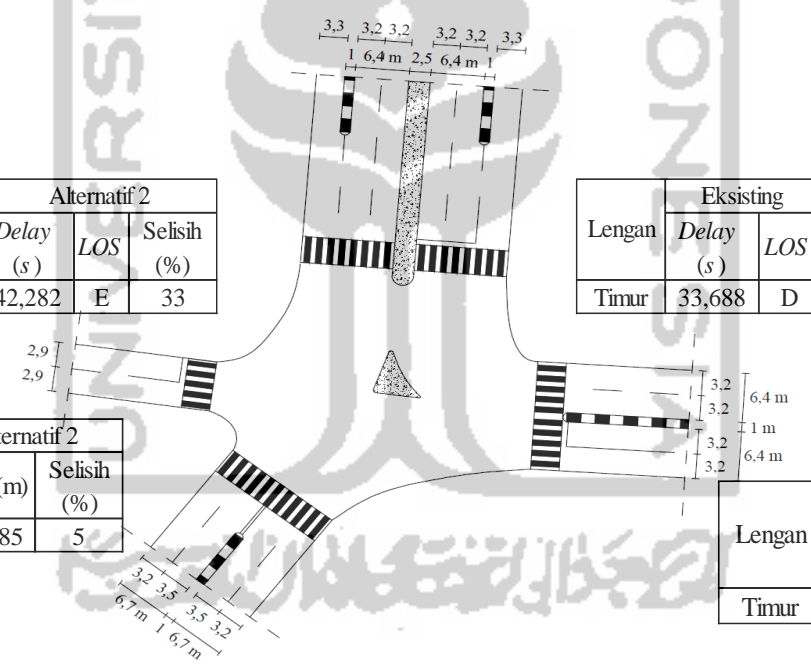 3,3 3,2 3,2 3,2 3,2 3,3
1 6,4 m 2,5 6,4 m 1
Alternatif 2
Delay (s) LOS Selisih (%)
42,282 E 33
Lengan Eksisting
Delay (s) LOS
Timur 33,688 D
2,9
2,9
3,2
3,2
3,2
3,2
6,4 m
1 m
6,4 m
ternatif 2
(m) Selisih (%)
85 5
3,2 3,5 3,5 3,2
6,7 m 1 6,7 m
Lengan
Timur